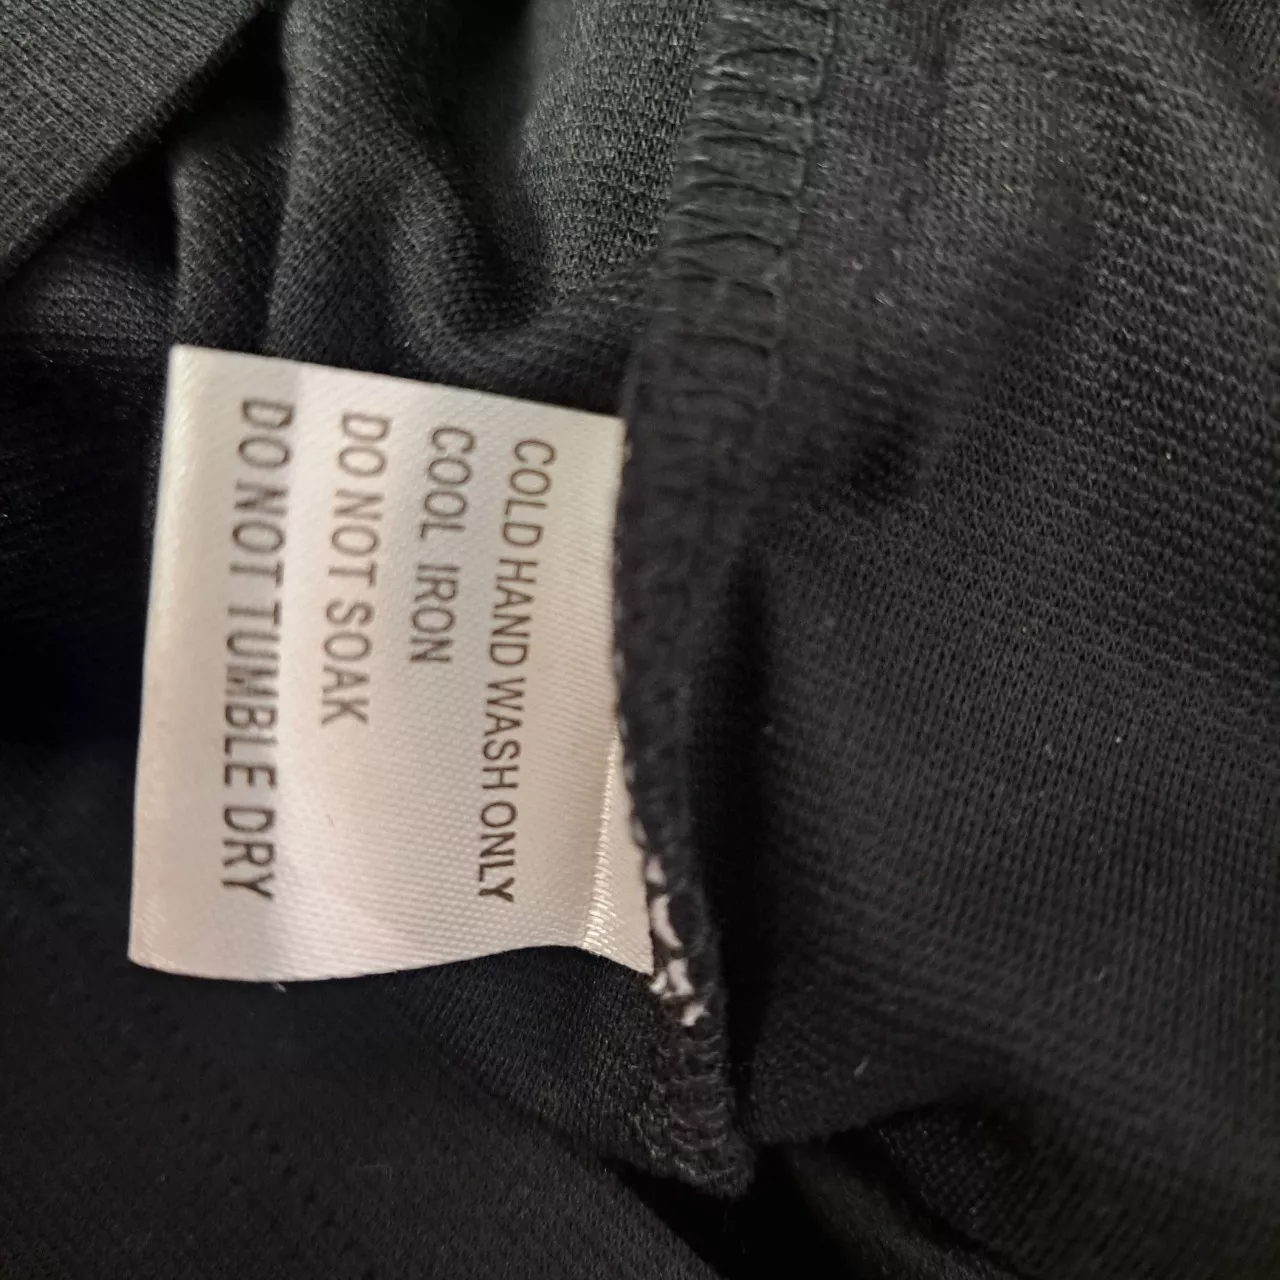 COLD HAND WASH ONLY
COOL IRON
DO NOT SOAK
DO NOT TUMBLE DRY